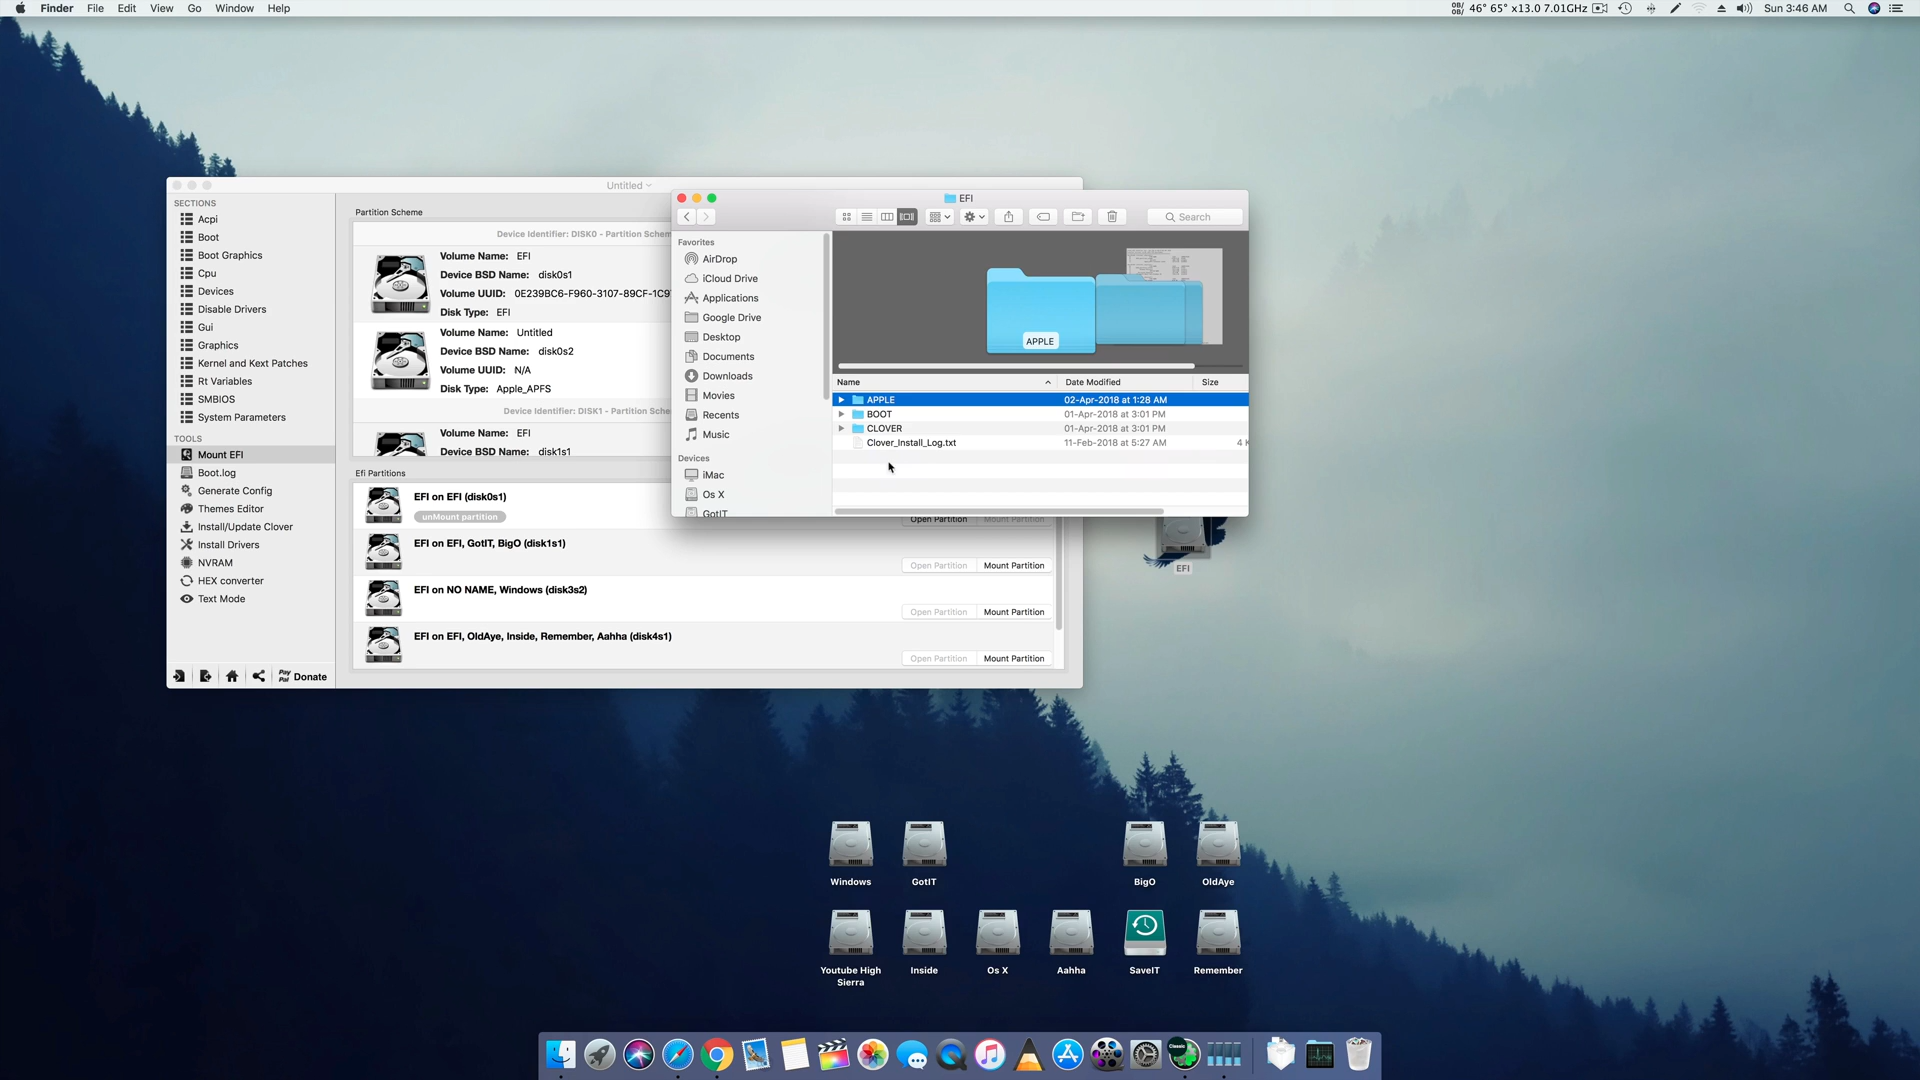 Finder File Edit View Go Window Help
0B/ 0B/ 46° 65° x13.0 7.01GHz Sun 3:46 AM
Untitled
SECTIONS
Acpi
Boot
Boot Graphics
Cpu
Devices
Disable Drivers
Gui
Graphics
Kernel and Kext Patches
Rt Variables
SMBIOS
System Parameters
TOOLS
Mount EFI
Boot.log
Generate Config
Themes Editor
Install/Update Clover
Install Drivers
NVRAM
HEX converter
Text Mode
Pay Pal Donate
Partition Scheme
Device Identifier: DISK0 - Partition Schem
Volume Name: EFI
Device BSD Name: disk0s1
Volume UUID: 0E239BC6-F960-3107-89CF-1C9
Disk Type: EFI
Volume Name: Untitled
Device BSD Name: disk0s2
Volume UUID: N/A
Disk Type: Apple_APFS
Device Identifier: DISK1 - Partition Sche
Volume Name: EFI
Device BSD Name: disk1s1
Efi Partitions
EFI on EFI (disk0s1)
unMount partition
Open Partition Mount Partition
EFI on EFI, GotIT, BigO (disk1s1)
Open Partition Mount Partition
EFI on NO NAME, Windows (disk3s2)
Open Partition Mount Partition
EFI on EFI, OldAye, Inside, Remember, Aahha (disk4s1)
Open Partition Mount Partition
EFI
Search
Favorites
AirDrop
iCloud Drive
Applications
Google Drive
Desktop
Documents
Downloads
Movies
Recents
Music
Devices
iMac
Os X
GotIT
APPLE
Name Date Modified Size
APPLE 02-Apr-2018 at 1:28 AM
BOOT 01-Apr-2018 at 3:01 PM
CLOVER 01-Apr-2018 at 3:01 PM
Clover_Install_Log.txt 11-Feb-2018 at 5:27 AM 4 K
EFI
Windows GotIT BigO OldAye
Youtube High Sierra Inside Os X Aahha SaveIT Remember